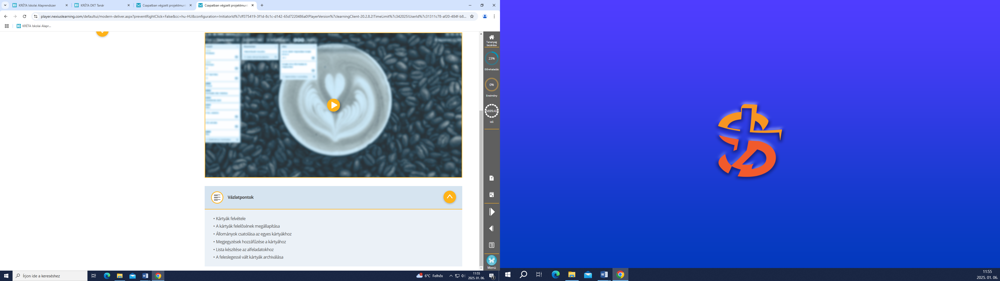 KRÉTA Iskolai Alaprendszer
KRÉTA DKT Tanár
Csapatban végzett projektmun
Csapatban végzett projektmun
player.nexiuslearning.com/defaultui/modern-deliver.aspx?preventRightClick=False&cc=hu-HU&configuration=InitiatorId%7cff375419-3f1d-8c1c-d142-65d7220486a0!PlayerVersion%7clearningClient-20.2.8.2!TimeLimit%7c342025!UserId%7c31311c78-af20-484f-b8...
KRÉTA Iskolai Alapr...
Tananyag
bezárása
23%
Előrehaladás
0%
Eredmény
5699:42
Idő
Vázlatpontok
• Kártyák felvétele
• A kártyák felelősének megállapítása
• Állományok csatolása az egyes kártyákhoz
• Megjegyzések hozzáfűzése a kártyához
• Lista készítése az alfeladatokhoz
• A feleslegessé vált kártyák archiválása
Menü
Írjon ide a kereséshez
6°C Felhős
11:55
2025. 01. 06.
1
11:55
2025. 01. 06.